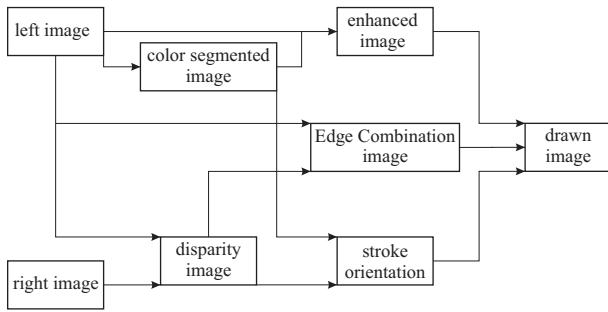 left image
enhanced
image
color segmented
image
Edge Combination
image
drawn
image
disparity
image
stroke
orientation
right image